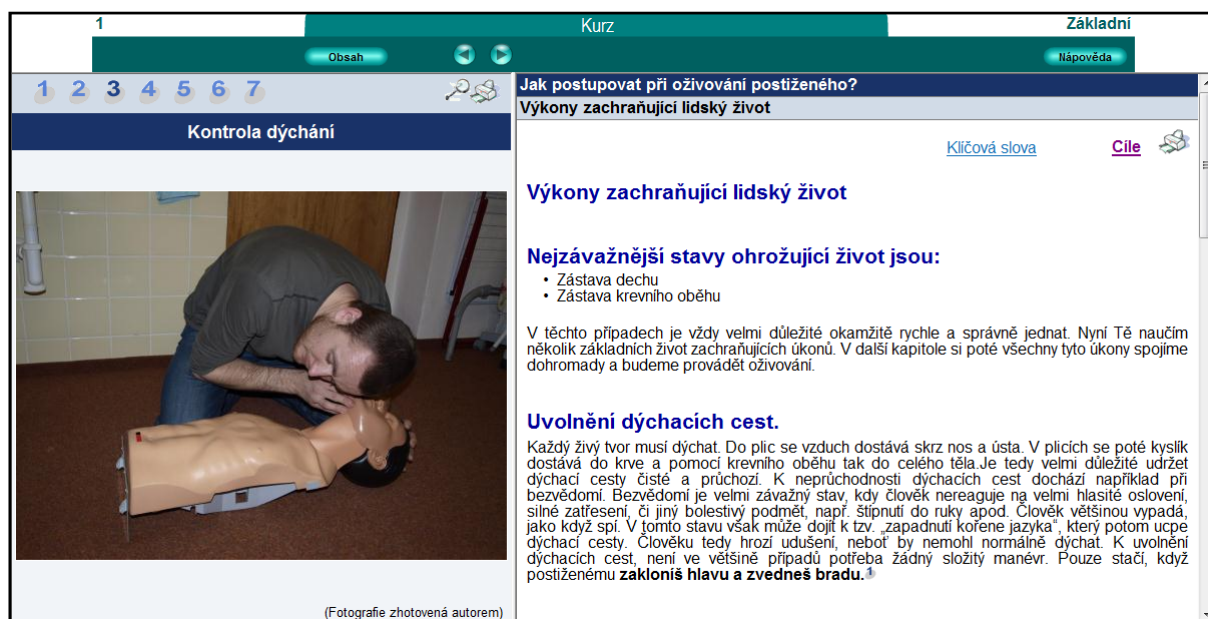 1
Kurz
Základní
Obsah
Nápověda
1 2 3 4 5 6 7
Kontrola dýchání
(Fotografie zhotovená autorem)
Jak postupovat při oživování postiženého?
Výkony zachraňující lidský život
Klíčová slova
Cíle
Výkony zachraňující lidský život
Nejzávažnější stavy ohrožující život jsou:
• Zástava dechu
• Zástava krevního oběhu
V těchto případech je vždy velmi důležité okamžitě rychle a správně jednat. Nyní Tě naučím
několik základních život zachraňujících úkonů. V další kapitole si poté všechny tyto úkony spojíme
dohromady a budeme provádět oživování.
Uvolnění dýchacích cest.
Každý živý tvor musí dýchat. Do plic se vzduch dostává skrz nos a ústa. V plicích se poté kyslík
dostává do krve a pomocí krevního oběhu tak do celého těla.Je tedy velmi důležité udržet
dýchací cesty čisté a průchozí. K neprůchodnosti dýchacích cest dochází například při
bezvědomí. Bezvědomí je velmi závažný stav, kdy člověk nereaguje na velmi hlasité oslovení,
silné zatřesení, či jiný bolestivý podmět, např. štípnutí do ruky apod. Člověk většinou vypadá,
jako když spí. V tomto stavu však může dojít k tzv. „zapadnutí kořene jazyka", který potom ucpe
dýchací cesty. Člověku tedy hrozí udušení, neboť by nemohl normálně dýchat. K uvolnění
dýchacích cest, není ve většině případů potřeba žádný složitý manévr. Pouze stačí, když
postiženému zakloníš hlavu a zvedneš bradu.1